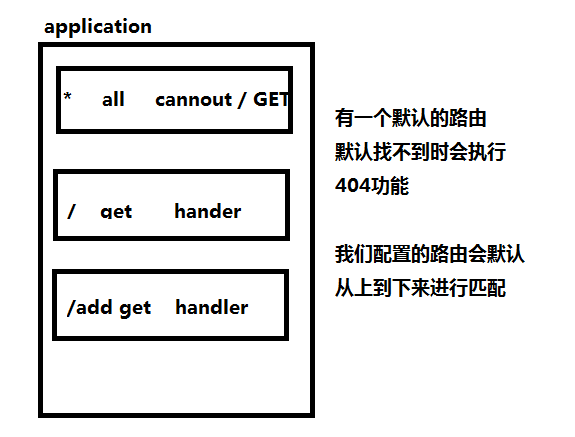 application
* all cannout / GET
/ get hander
/add get handler
有一个默认的路由
默认找不到时会执行
404功能
我们配置的路由会默认
从上到下来进行匹配